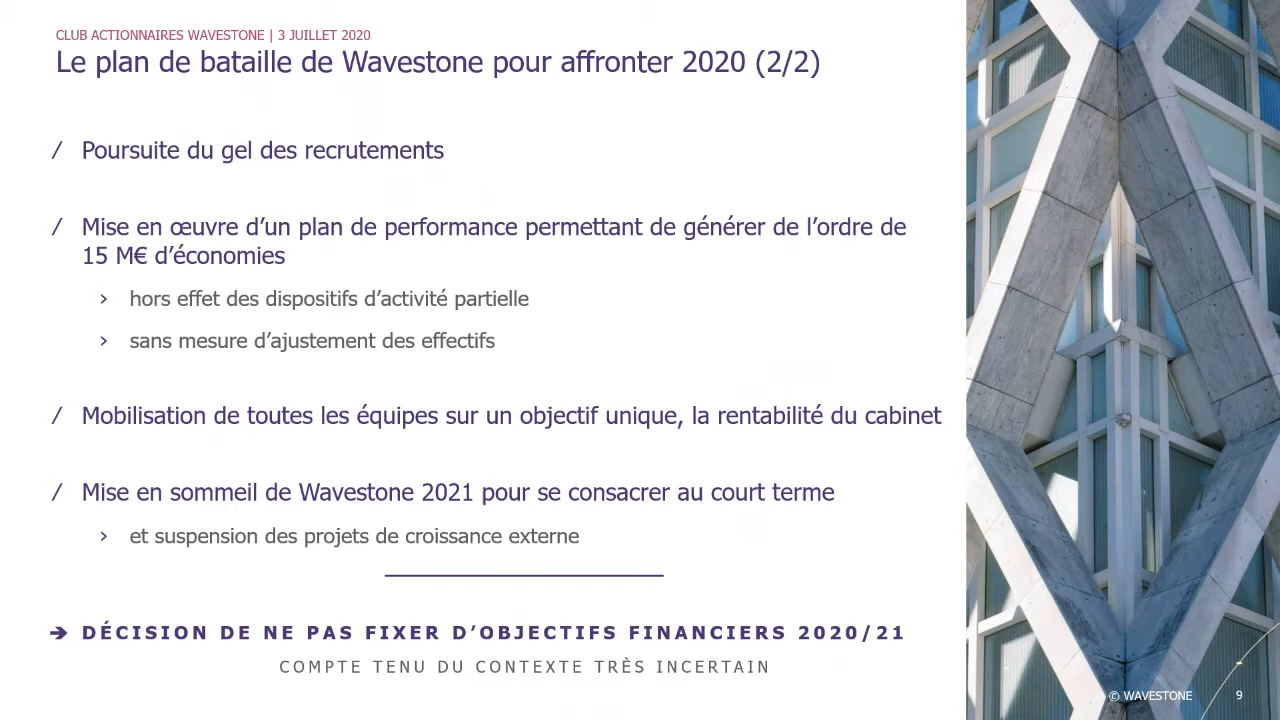 CLUB ACTIONNAIRES WAVESTONE | 3 JUILLET 2020
Le plan de bataille de Wavestone pour affronter 2020 (2/2)
/ Poursuite du gel des recrutements
/ Mise en œuvre d’un plan de performance permettant de générer de l’ordre de
15 M€ d’économies
› hors effet des dispositifs d’activité partielle
› sans mesure d’ajustement des effectifs
/ Mobilisation de toutes les équipes sur un objectif unique, la rentabilité du cabinet
/ Mise en sommeil de Wavestone 2021 pour se consacrer au court terme
› et suspension des projets de croissance externe
➔ DÉCISION DE NE PAS FIXER D’OBJECTIFS FINANCIERS 2020/21
COMPTE TENU DU CONTEXTE TRÈS INCERTAIN
© WAVESTONE 9